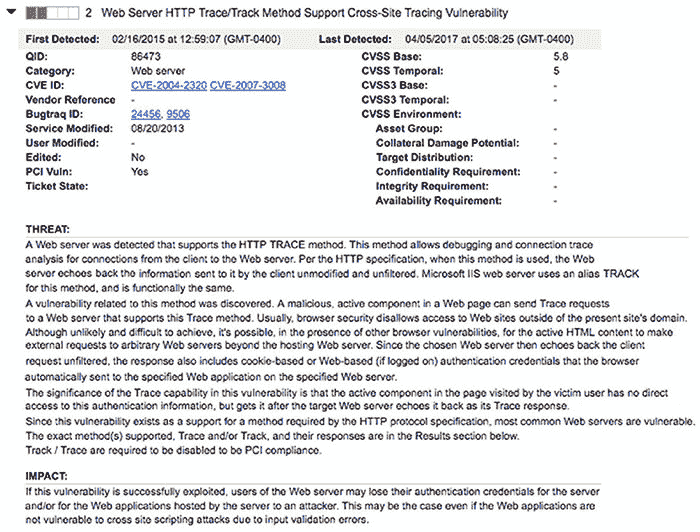 2 Web Server HTTP Trace/Track Method Support Cross-Site Tracing Vulnerability
First Detected: 02/16/2015 at 12:59:07 (GMT-0400) Last Detected: 04/05/2017 at 05:08:25 (GMT-0400)
QID: 86473 CVSS Base: 5.8
Category: Web server CVSS Temporal: 5
CVE ID: CVE-2004-2320 CVE-2007-3008 CVSS3 Base: -
Vendor Reference - CVSS3 Temporal: -
Bugtraq ID: 24456, 9506 CVSS Environment:
Service Modified: 08/20/2013 Asset Group: -
User Modified: - Collateral Damage Potential: -
Edited: No Target Distribution: -
PCI Vuln: Yes Confidentiality Requirement: -
Ticket State: Integrity Requirement: -
Availability Requirement: -
THREAT:
A Web server was detected that supports the HTTP TRACE method. This method allows debugging and connection trace
analysis for connections from the client to the Web server. Per the HTTP specification, when this method is used, the Web
server echoes back the information sent to it by the client unmodified and unfiltered. Microsoft IIS web server uses an alias TRACK
for this method, and is functionally the same.
A vulnerability related to this method was discovered. A malicious, active component in a Web page can send Trace requests
to a Web server that supports this Trace method. Usually, browser security disallows access to Web sites outside of the present site's domain.
Although unlikely and difficult to achieve, it's possible, in the presence of other browser vulnerabilities, for the active HTML content to make
external requests to arbitrary Web servers beyond the hosting Web server. Since the chosen Web server then echoes back the client
request unfiltered, the response also includes cookie-based or Web-based (if logged on) authentication credentials that the browser
automatically sent to the specified Web application on the specified Web server.
The significance of the Trace capability in this vulnerability is that the active component in the page visited by the victim user has no direct
access to this authentication information, but gets it after the target Web server echoes it back as its Trace response.
Since this vulnerability exists as a support for a method required by the HTTP protocol specification, most common Web servers are vulnerable.
The exact method(s) supported, Trace and/or Track, and their responses are in the Results section below.
Track / Trace are required to be disabled to be PCI compliance.
IMPACT:
If this vulnerability is successfully exploited, users of the Web server may lose their authentication credentials for the server
and/or for the Web applications hosted by the server to an attacker. This may be the case even if the Web applications are
not vulnerable to cross site scripting attacks due to input validation errors.